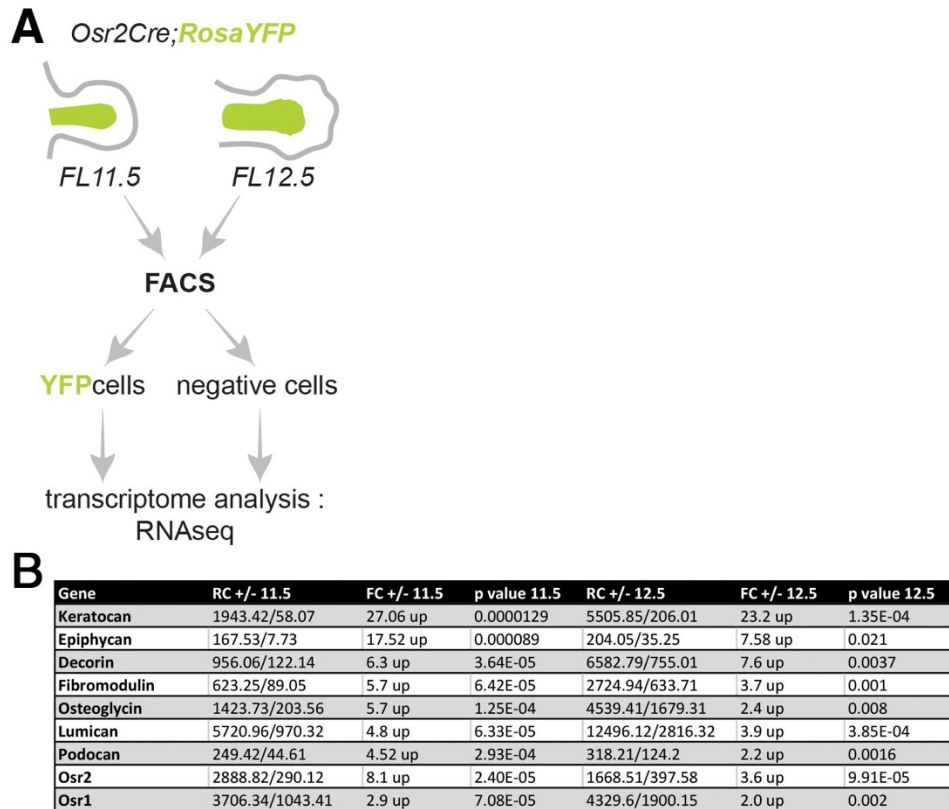 A
Osr2Cre;RosaYFP
FL11.5 FL12.5
FACS
YFPcells negative cells
transcriptome analysis :
RNAseq
B
Gene RC +/- 11.5 FC +/- 11.5 p value 11.5 RC +/- 12.5 FC +/- 12.5 p value 12.5
Keratocan 1943.42/58.07 27.06 up 0.0000129 5505.85/206.01 23.2 up 1.35E-04
Epiphycan 167.53/7.73 17.52 up 0.000089 204.05/35.25 7.58 up 0.021
Decorin 956.06/122.14 6.3 up 3.64E-05 6582.79/755.01 7.6 up 0.0037
Fibromodulin 623.25/89.05 5.7 up 6.42E-05 2724.94/633.71 3.7 up 0.001
Osteoglycin 1423.73/203.56 5.7 up 1.25E-04 4539.41/1679.31 2.4 up 0.008
Lumican 5720.96/970.32 4.8 up 6.33E-05 12496.12/2816.32 3.9 up 3.85E-04
Podocan 249.42/44.61 4.52 up 2.93E-04 318.21/124.2 2.2 up 0.0016
Osr2 2888.82/290.12 8.1 up 2.40E-05 1668.51/397.58 3.6 up 9.91E-05
Osr1 3706.34/1043.41 2.9 up 7.08E-05 4329.6/1900.15 2.0 up 0.002